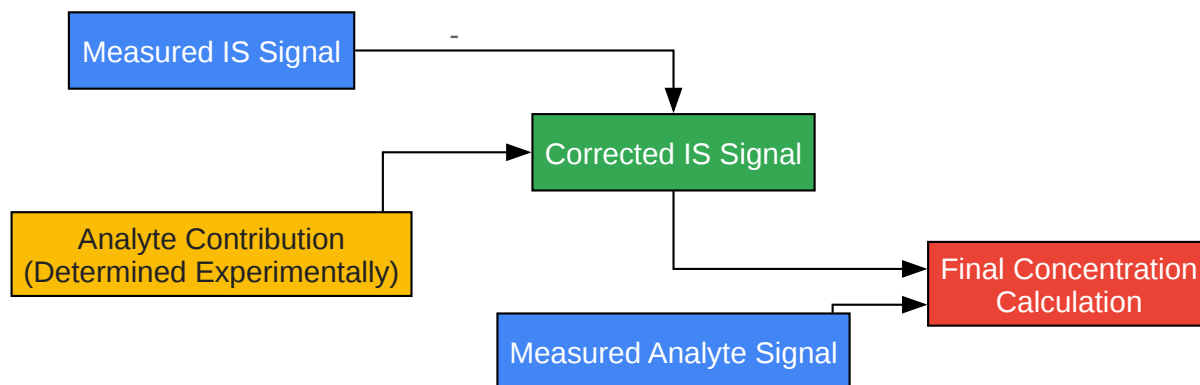 Measured IS Signal
-
Corrected IS Signal
Analyte Contribution
(Determined Experimentally)
Final Concentration
Calculation
Measured Analyte Signal